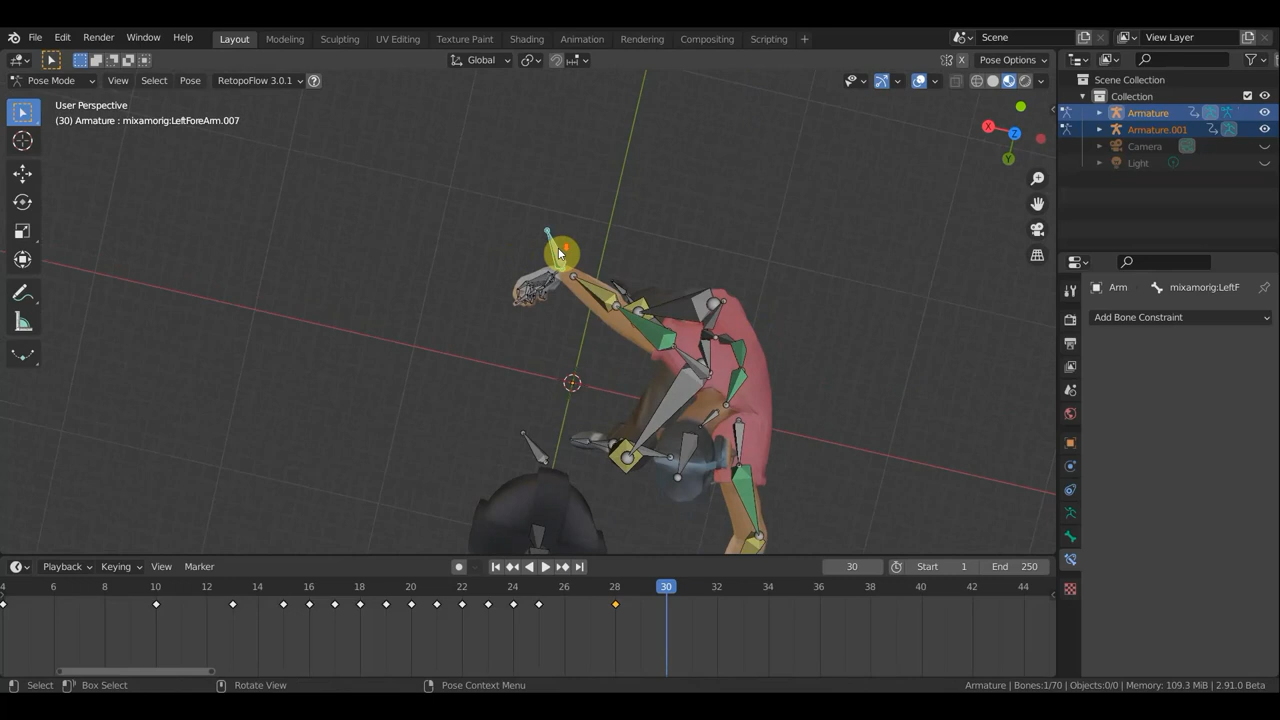 File Edit Render Window Help Layout Modeling Sculpting UV Editing Texture Paint Shading Animation Rendering Compositing Scripting + Scene View Layer
Global X Pose Options
Pose Mode View Select Pose RetopoFlow 3.0.1 ?
Scene Collection
Collection
User Perspective
(30) Armature : mixamorig:LeftForeArm.007
Armature
Armature.001
Camera
Light
X
Z
Y
Arm mixamorig:LeftF
Add Bone Constraint
Playback Keying View Marker 30 Start 1 End 250
4 6 8 10 12 14 16 18 20 22 24 26 28 30 32 34 36 38 40 42 44
Select Box Select Rotate View Pose Context Menu Armature | Bones:1/70 | Objects:0/0 | Memory: 109.3 MiB | 2.91.0 Beta